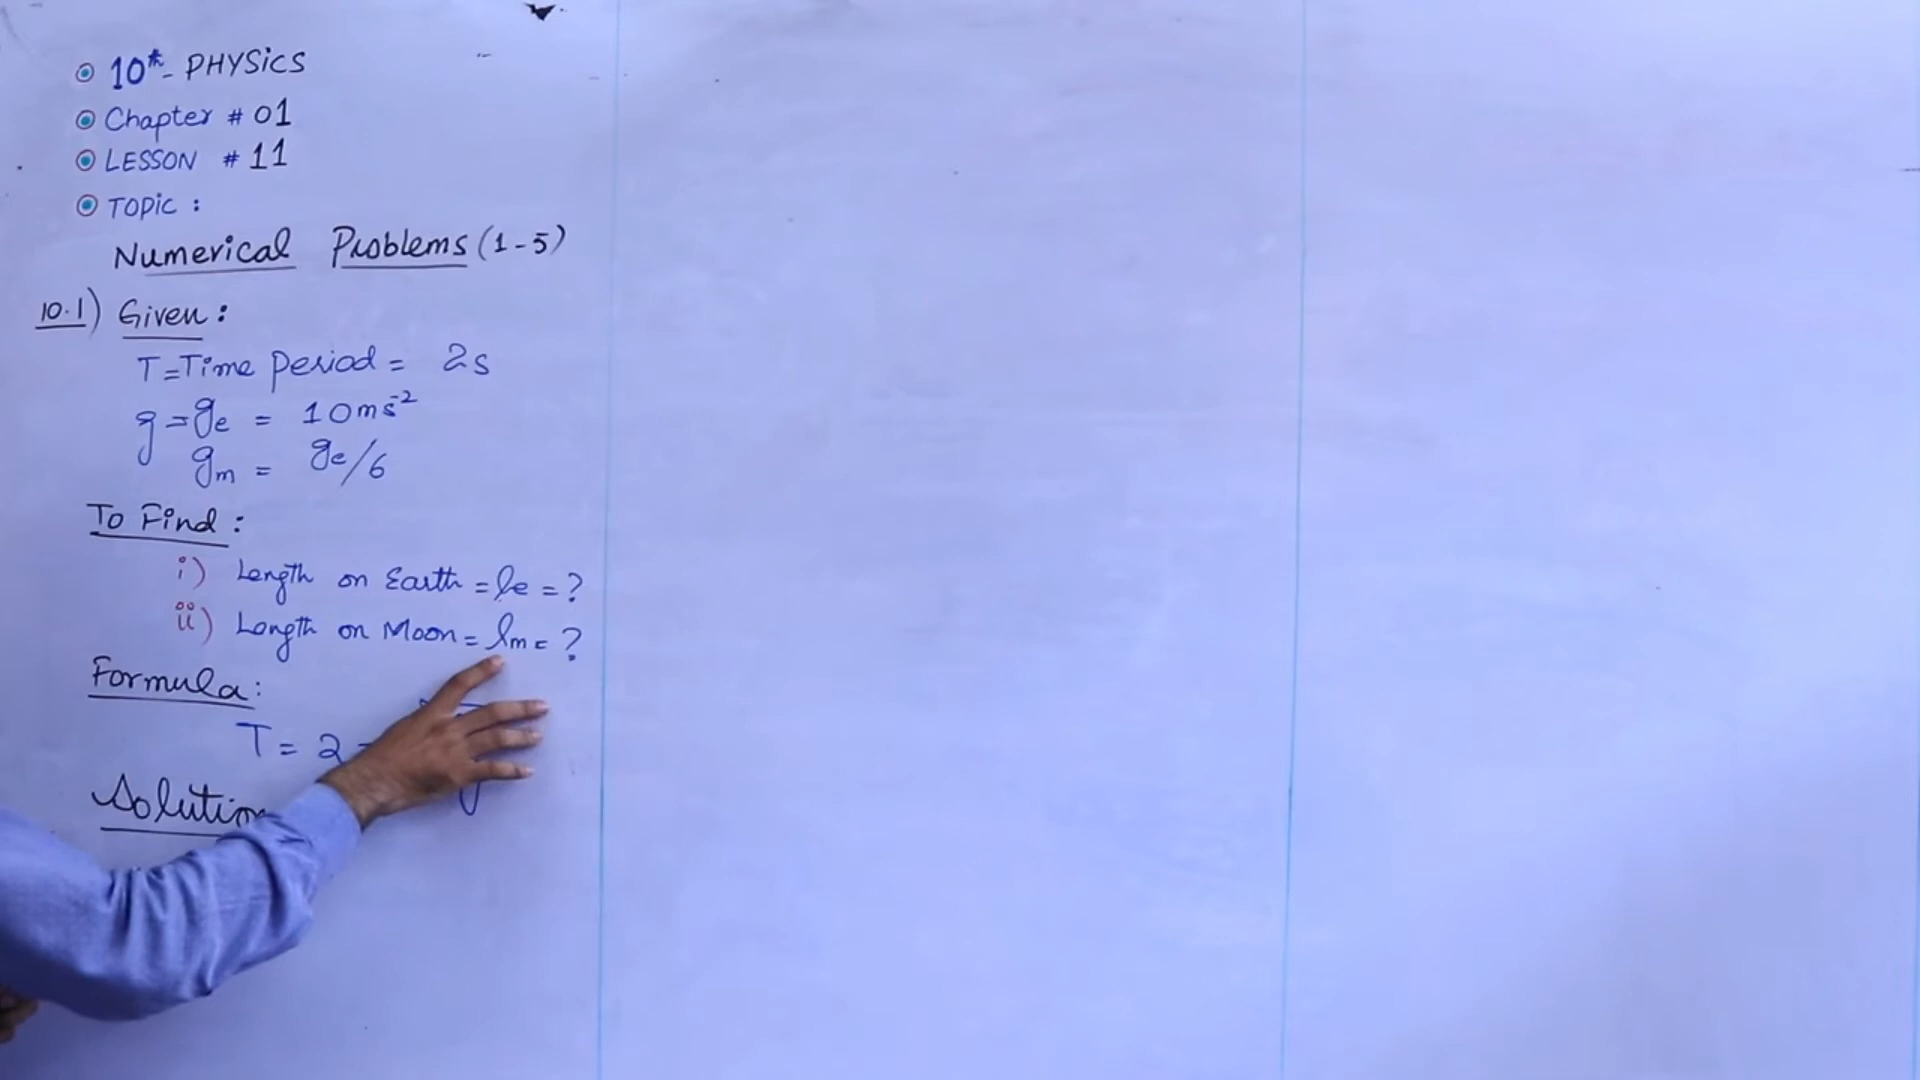 10th - PHYSiCS
Chapter # 01
LESSON # 11
TOPiC :
Numerical Problems (1-5)
10.1) Given :
T=Time period = 2s
g = ge = 10ms⁻²
gm = ge/6
To Find :
i) Length on Earth = le = ?
ii) Length on Moon = lm = ?
Formula :
T = 2
Solution